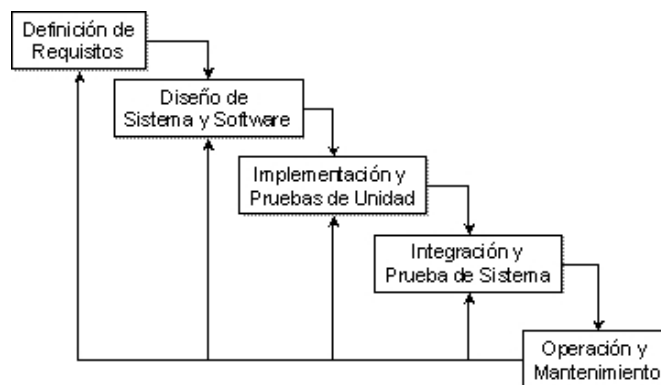 Definición de
Requisitos
Diseño de
Sistema y Software
Implementación y
Pruebas de Unidad
Integración y
Prueba de Sistema
Operación y
Mantenimiento